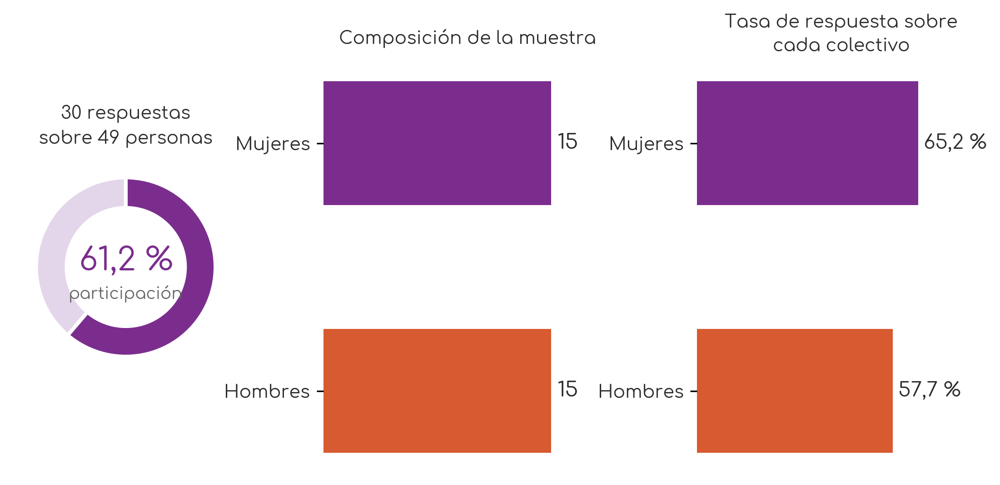 30 respuestas
sobre 49 personas
61,2 %
participación
Composición de la muestra
Mujeres
15
Hombres
15
Tasa de respuesta sobre
cada colectivo
Mujeres
65,2 %
Hombres
57,7 %